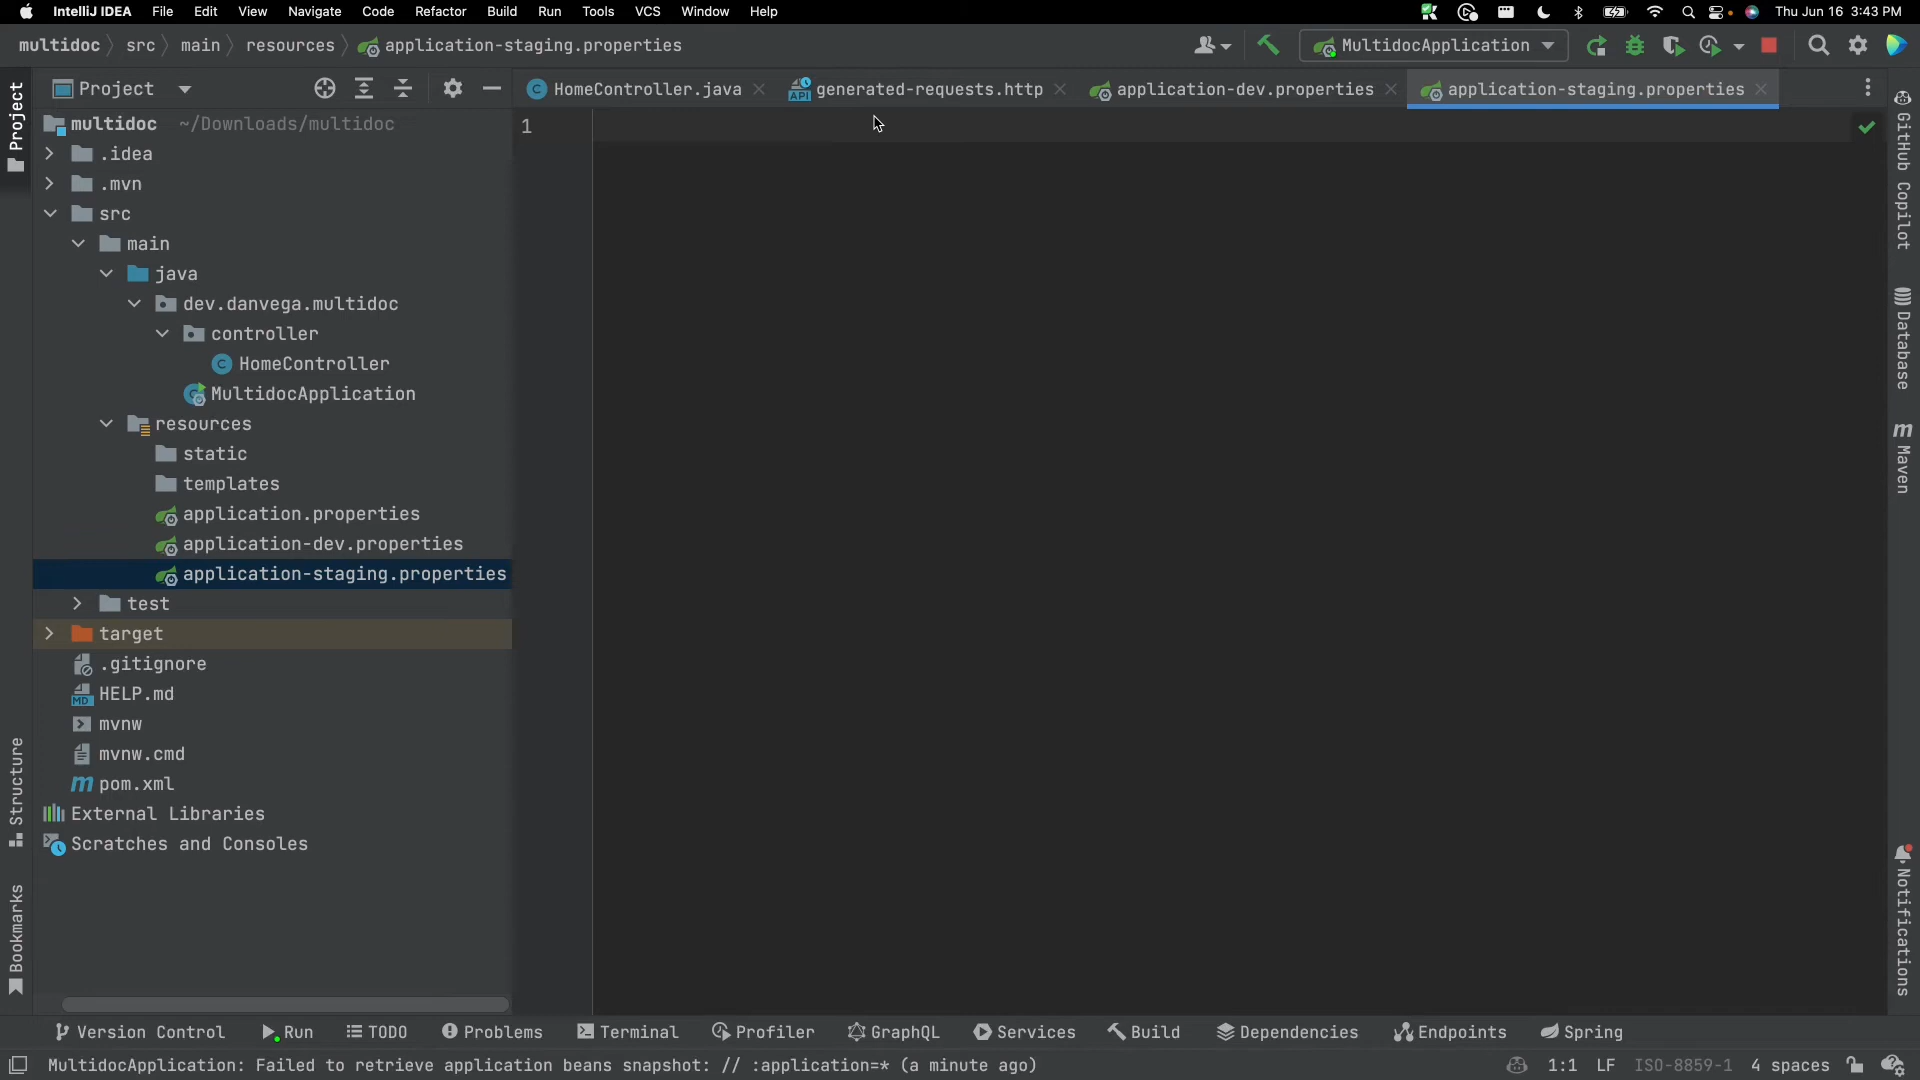 IntelliJ IDEA File Edit View Navigate Code Refactor Build Run Tools VCS Window Help Thu Jun 16 3:43 PM
multidoc src main resources application-staging.properties MultidocApplication
Project HomeController.java generated-requests.http application-dev.properties application-staging.properties
Project
multidoc ~/Downloads/multidoc
1
.idea
.mvn
src
main
java
dev.danvega.multidoc
controller
HomeController
MultidocApplication
resources
static
templates
application.properties
application-dev.properties
application-staging.properties
test
target
.gitignore
HELP.md
mvnw
mvnw.cmd
pom.xml
External Libraries
Scratches and Consoles
Structure
Bookmarks
GitHub Copilot
Database
Maven
Notifications
Version Control Run TODO Problems Terminal Profiler GraphQL Services Build Dependencies Endpoints Spring
MultidocApplication: Failed to retrieve application beans snapshot: // :application=* (a minute ago) 1:1 LF ISO-8859-1 4 spaces